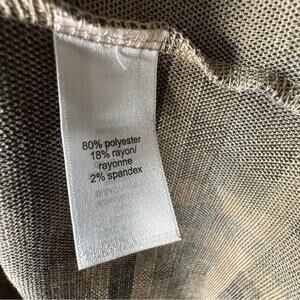 80% polyester
18% rayon/
rayonne
2% spandex